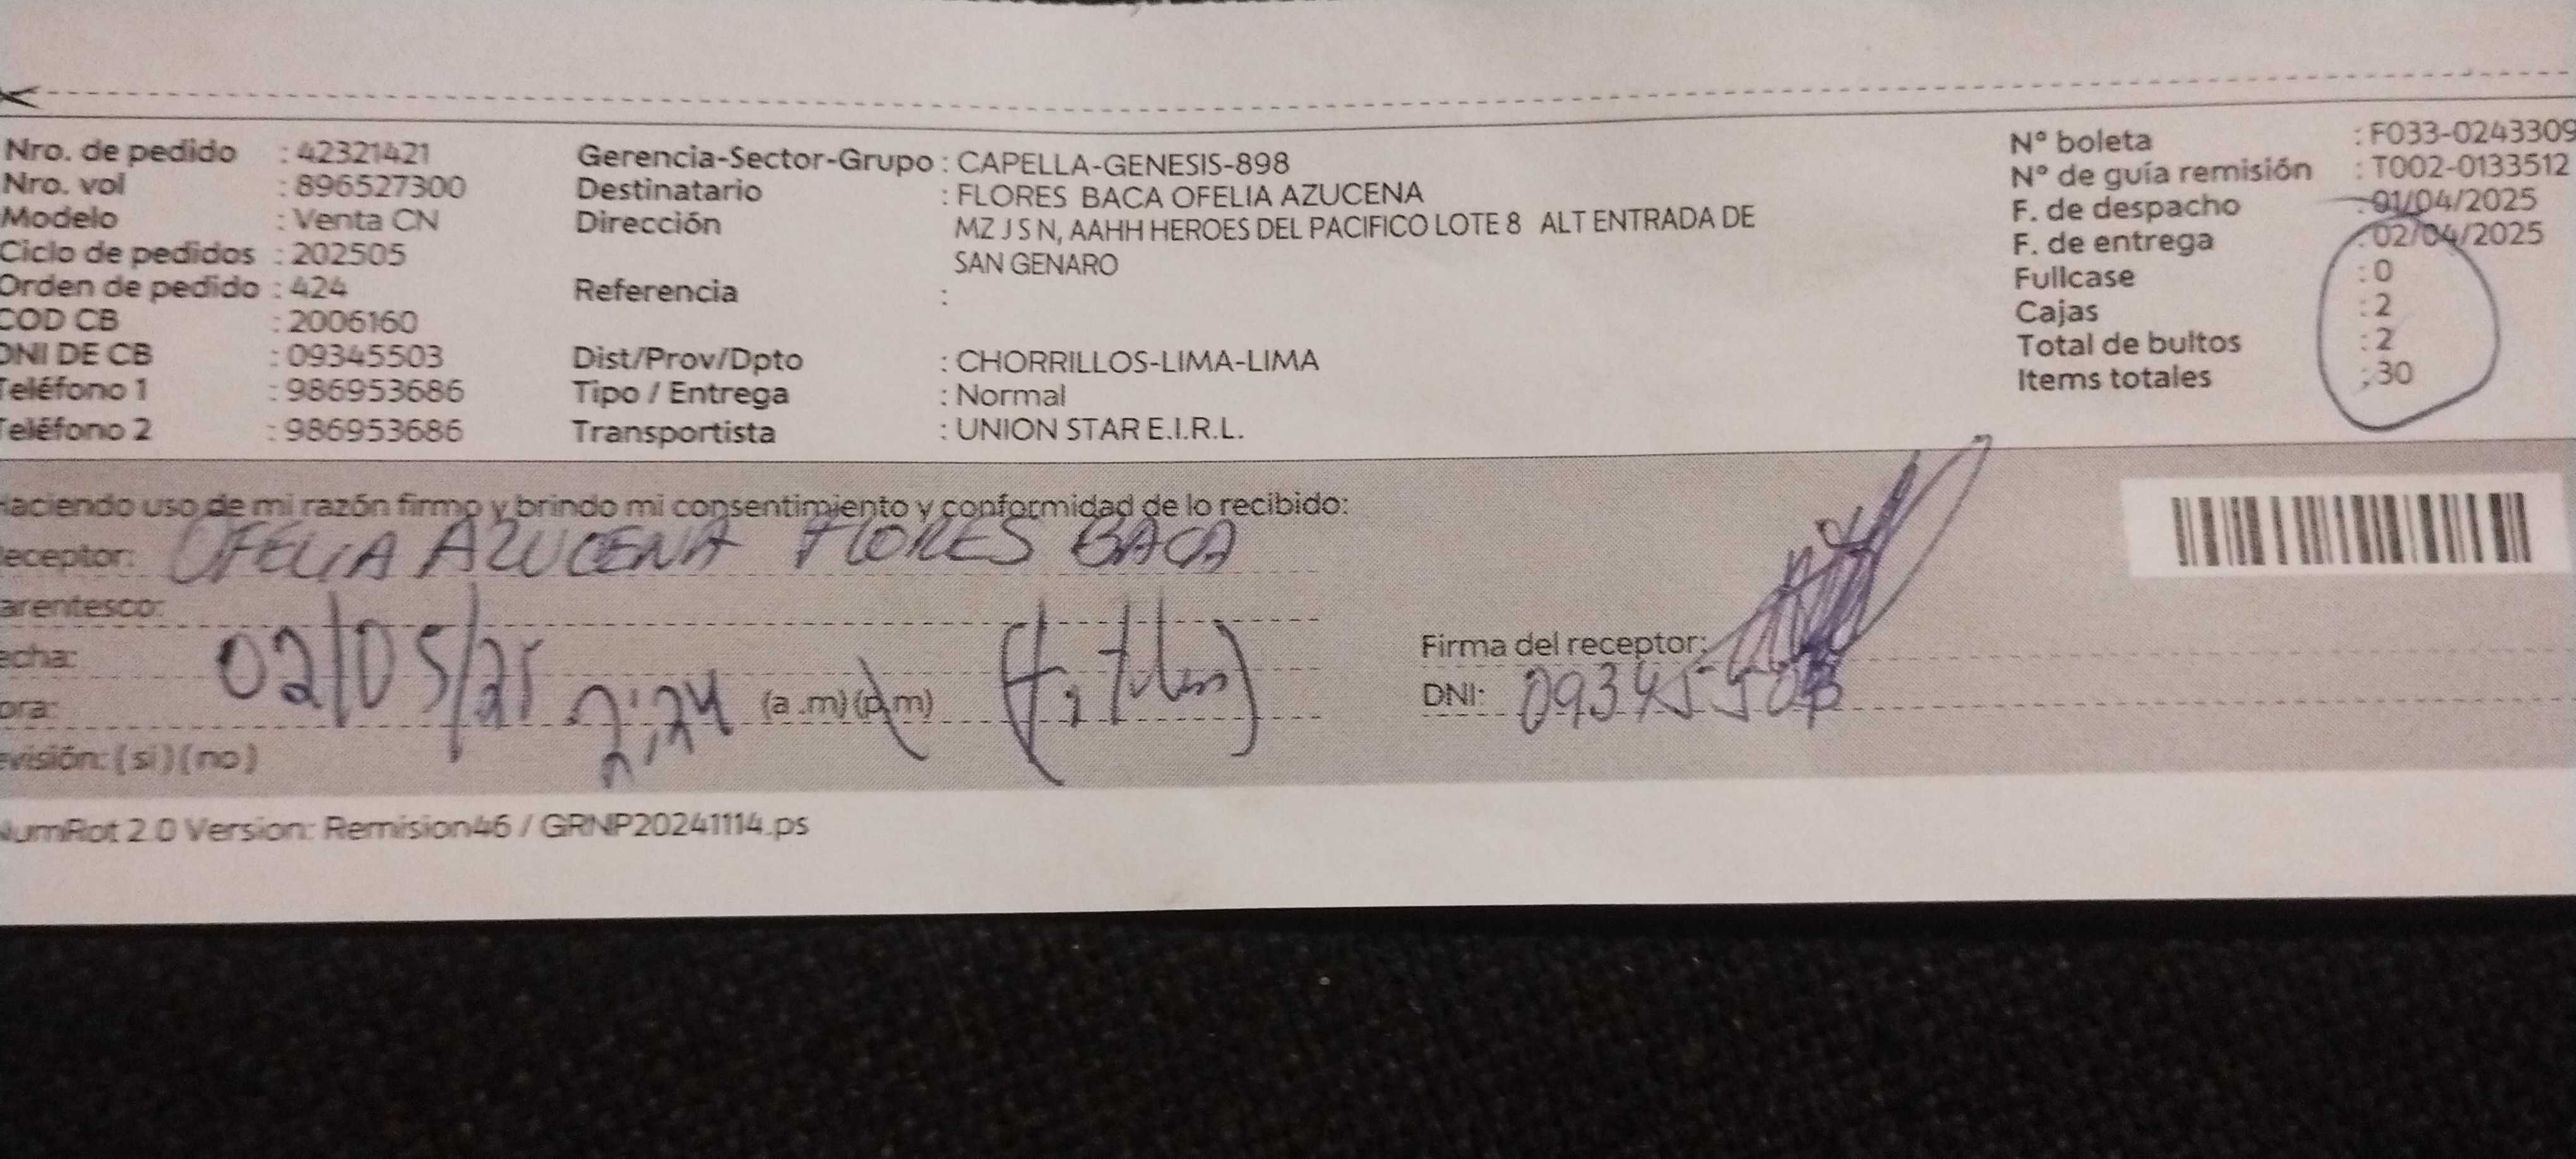 Nro. de pedido : 42321421
Nro. vol : 896527300
Modelo : Venta CN
Ciclo de pedidos : 202505
Orden de pedido : 424
COD CB : 2006160
DNI DE CB : 09345503
Teléfono 1 : 986953686
Teléfono 2 : 986953686
Gerencia-Sector-Grupo : CAPELLA-GENESIS-898
Destinatario : FLORES BACA OFELIA AZUCENA
Dirección : MZ J S N, AAHH HEROES DEL PACIFICO LOTE 8 ALT ENTRADA DE
SAN GENARO
Referencia :
Dist/Prov/Dpto : CHORRILLOS-LIMA-LIMA
Tipo / Entrega : Normal
Transportista : UNION STAR E.I.R.L.
N° boleta : F033-0243309
N° de guía remisión : T002-0133512
F. de despacho : 01/04/2025
F. de entrega : 02/04/2025
Fullcase : 0
Cajas : 2
Total de bultos : 2
Items totales : 30
Haciendo uso de mi razón firmo y brindo mi consentimiento y conformidad de lo recibido:
eceptor: OFELIA AZUCENA FLORES BACA
arentesco:
echa: 02/05/25
ora: 2:24 (a .m) (p.m)
evisión: ( si ) ( no )
Firma del receptor:
DNI: 09345503
NumRot 2.0 Version: Remision46 / GRNP20241114.ps